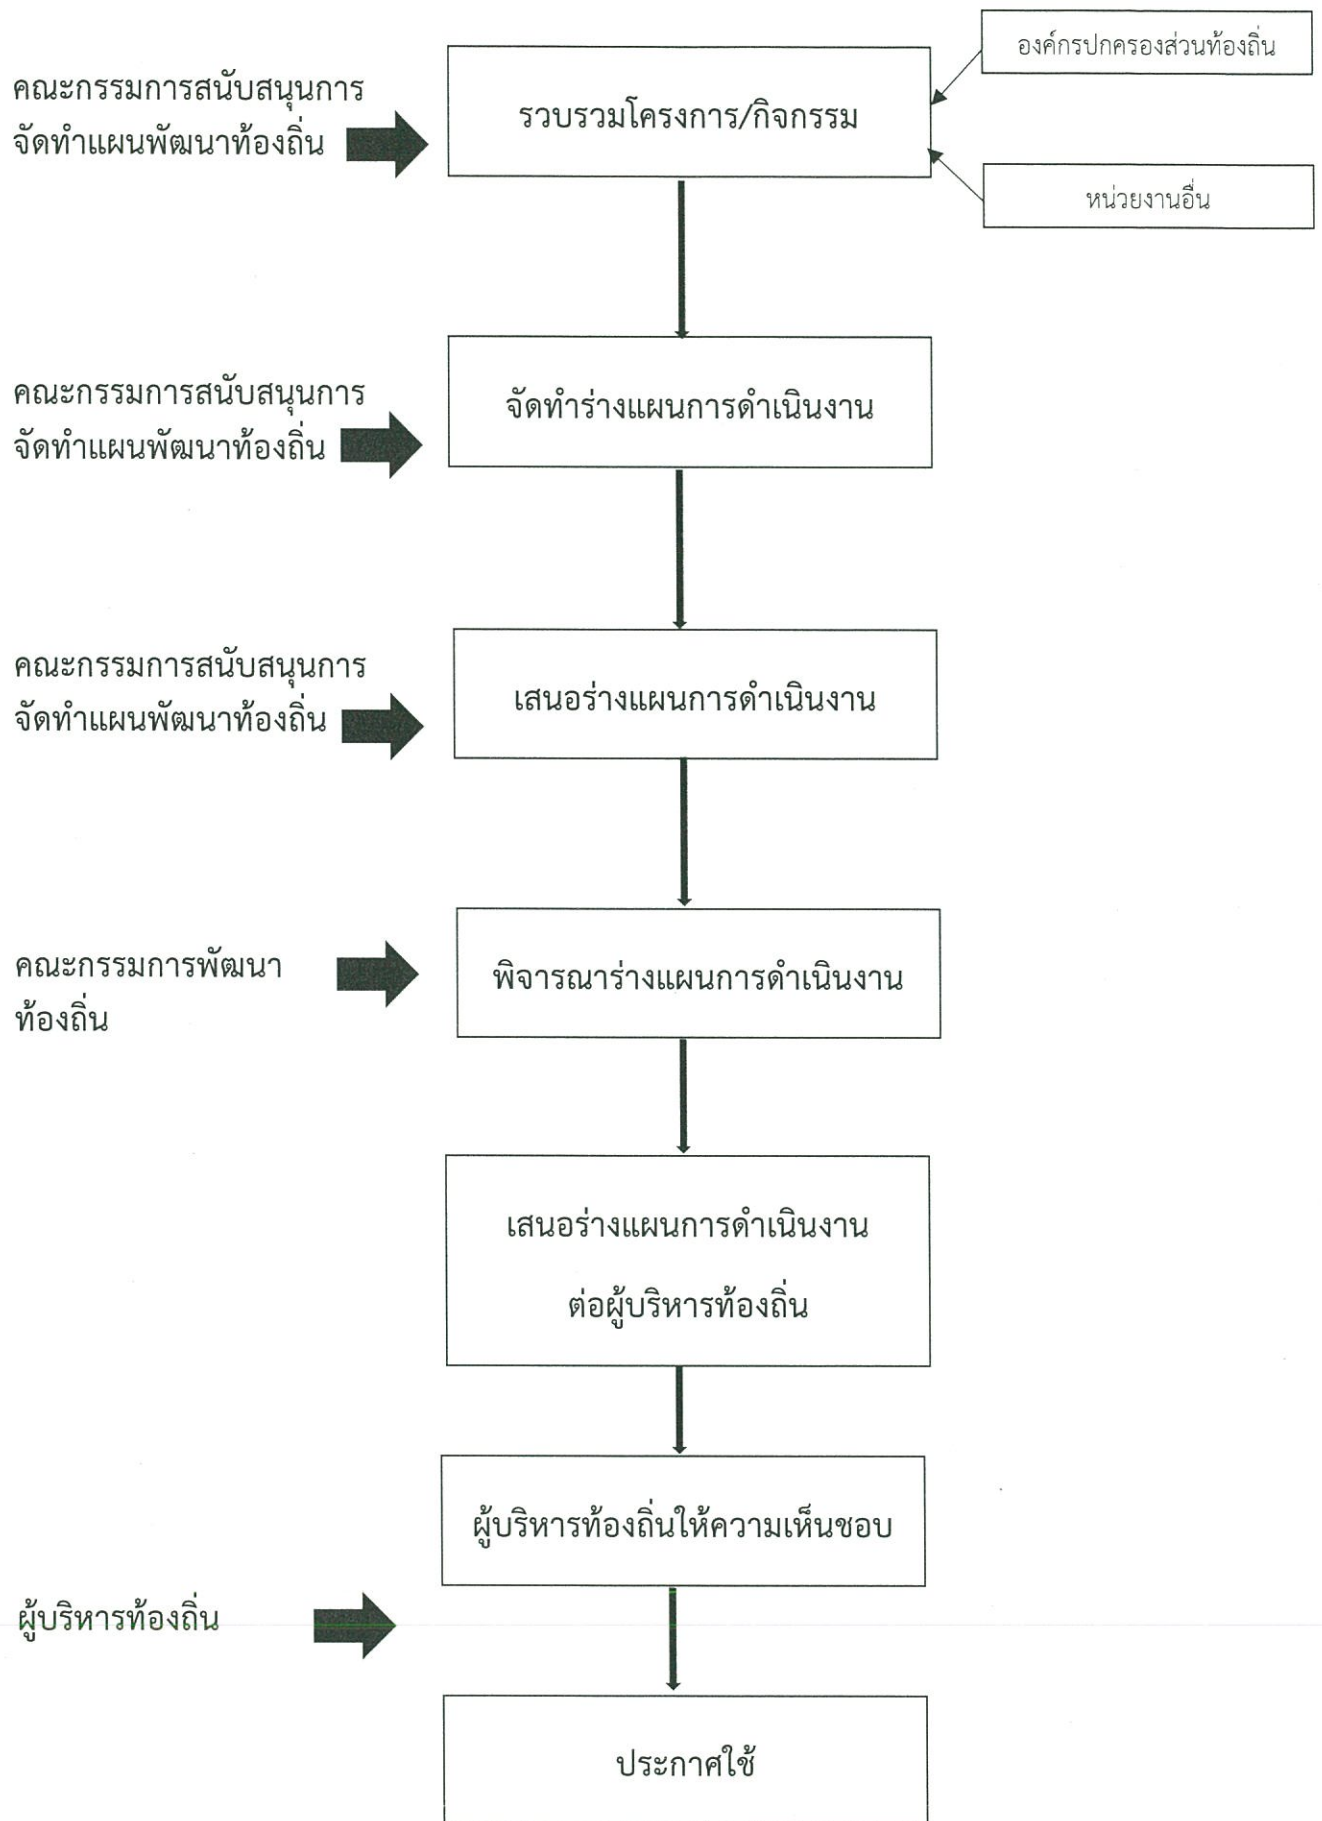 องค์กรปกครองส่วนท้องถิ่น
คณะกรรมการสนับสนุนการ
จัดทำแผนพัฒนาท้องถิ่น
รวบรวมโครงการ/กิจกรรม
หน่วยงานอื่น
คณะกรรมการสนับสนุนการ
จัดทำแผนพัฒนาท้องถิ่น
จัดทำร่างแผนการดำเนินงาน
คณะกรรมการสนับสนุนการ
จัดทำแผนพัฒนาท้องถิ่น
เสนอร่างแผนการดำเนินงาน
คณะกรรมการพัฒนา
ท้องถิ่น
พิจารณาร่างแผนการดำเนินงาน
เสนอร่างแผนการดำเนินงาน
ต่อผู้บริหารท้องถิ่น
ผู้บริหารท้องถิ่นให้ความเห็นชอบ
ผู้บริหารท้องถิ่น
ประกาศใช้